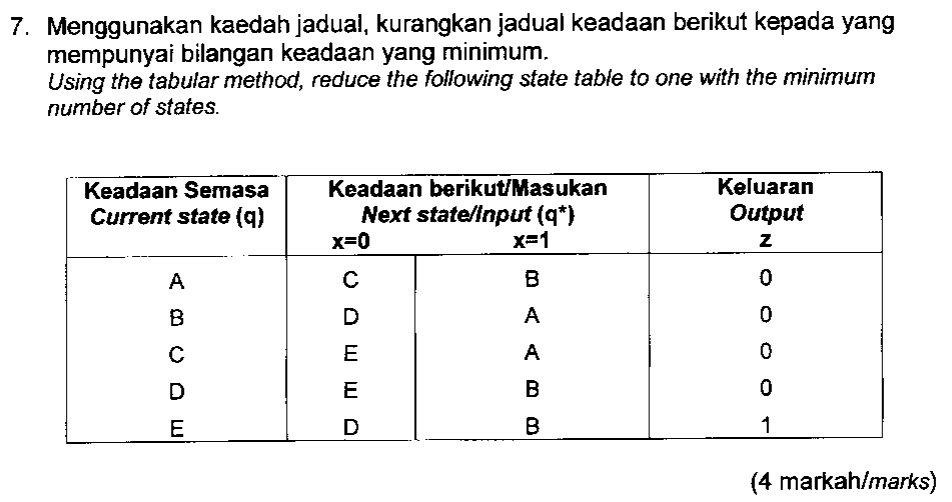 7. Menggunakan kaedah jadual, kurangkan jadual keadaan berikut kepada yang
mempunyai bilangan keadaan yang minimum.
Using the tabular method, reduce the following state table to one with the minimum
number of states.
Keadaan Semasa Keadaan berikut/Masukan Keluaran
Current state (q) Next state/Input (q*) Output
x=0 x=1 z
A C B 0
B D A 0
C E A 0
D E B 0
E D B 1
(4 markah/marks)